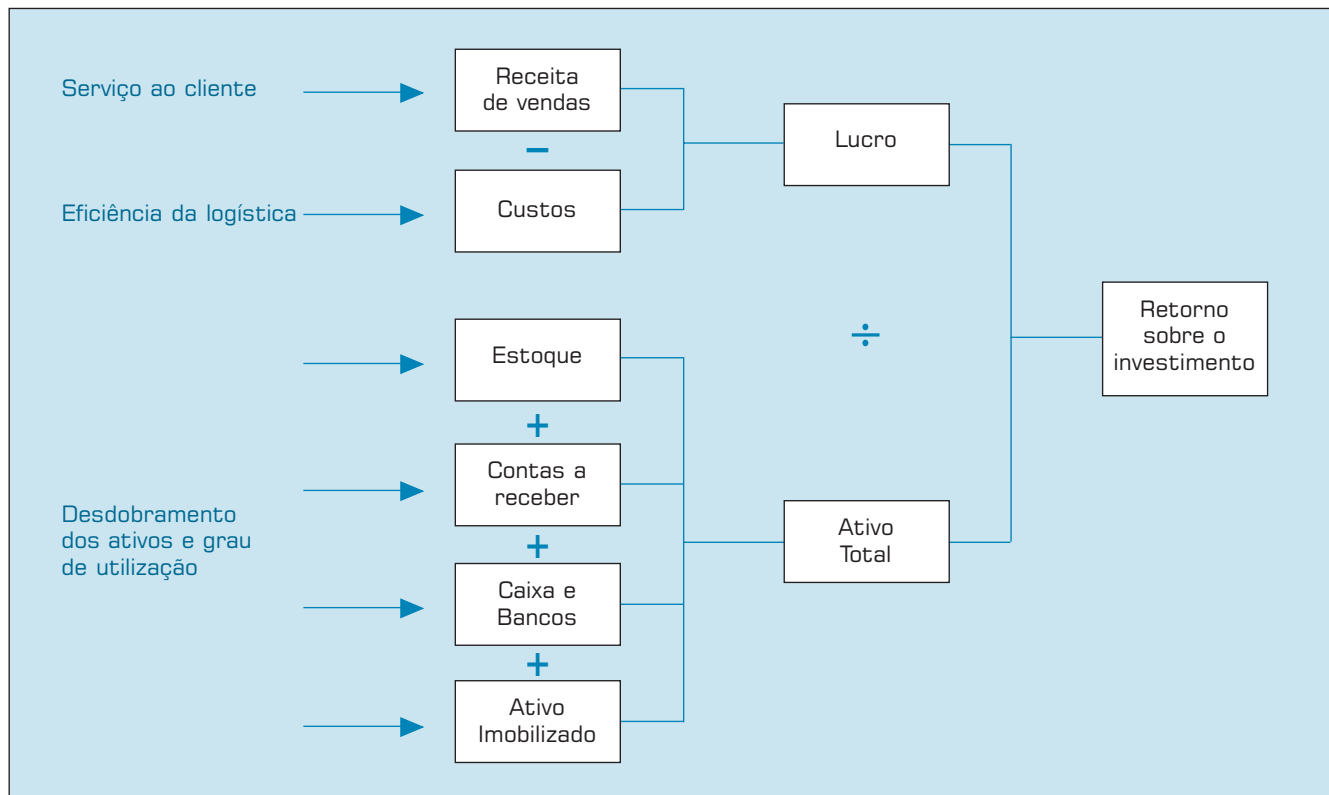 Serviço ao cliente
Receita
de vendas
−
Eficiência da logística
Custos
Lucro
÷
Retorno
sobre o
investimento
Estoque
+
Contas a
receber
+
Desdobramento
dos ativos e grau
de utilização
Caixa e
Bancos
+
Ativo
Imobilizado
Ativo
Total